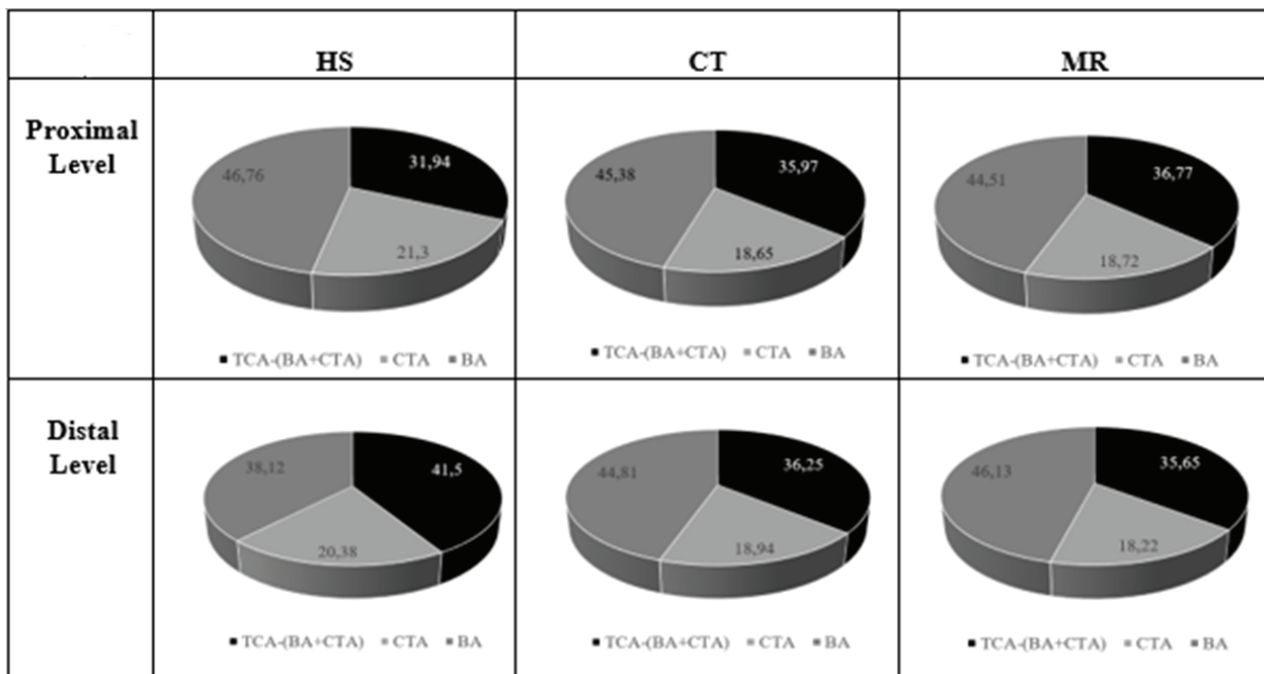 HS
CT
MR
Proximal
Level
46,76
31,94
21,3
■ TCA-(BA+CTA) ■ CTA ■ BA
45,38
35,97
18,65
■ TCA-(BA+CTA) ■ CTA ■ BA
44,51
36,77
18,72
■ TCA-(BA+CTA) ■ CTA ■ BA
Distal
Level
38,12
41,5
20,38
■ TCA-(BA+CTA) ■ CTA ■ BA
44,81
36,25
18,94
■ TCA-(BA+CTA) ■ CTA ■ BA
46,13
35,65
18,22
■ TCA-(BA+CTA) ■ CTA ■ BA